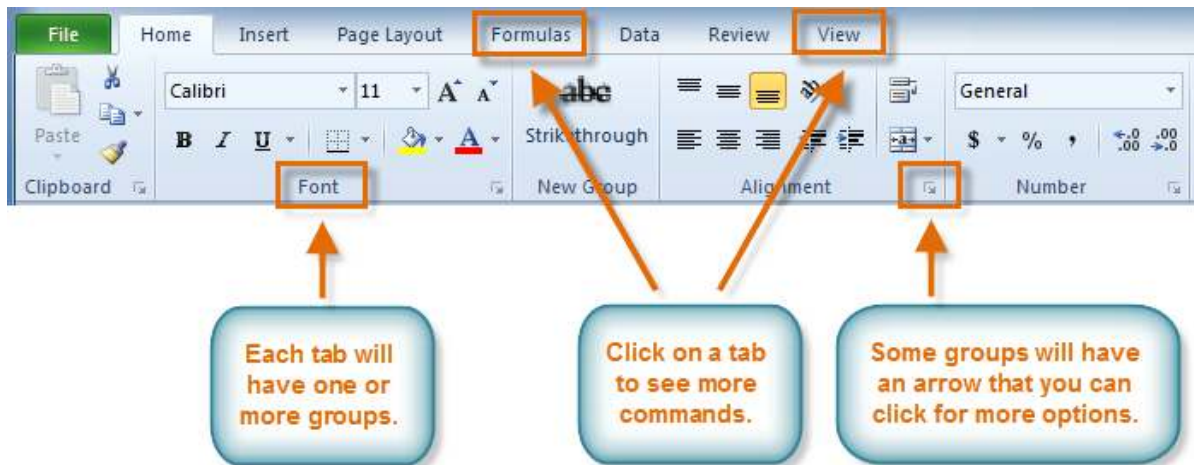 File Home Insert Page Layout Formulas Data Review View
Calibri 11 A A abc General
Paste B I U A Strikethrough a $ % , .0 .00 .00 .0
Clipboard Font New Group Alignment Number
Each tab will
have one or
more groups.
Click on a tab
to see more
commands.
Some groups will have
an arrow that you can
click for more options.